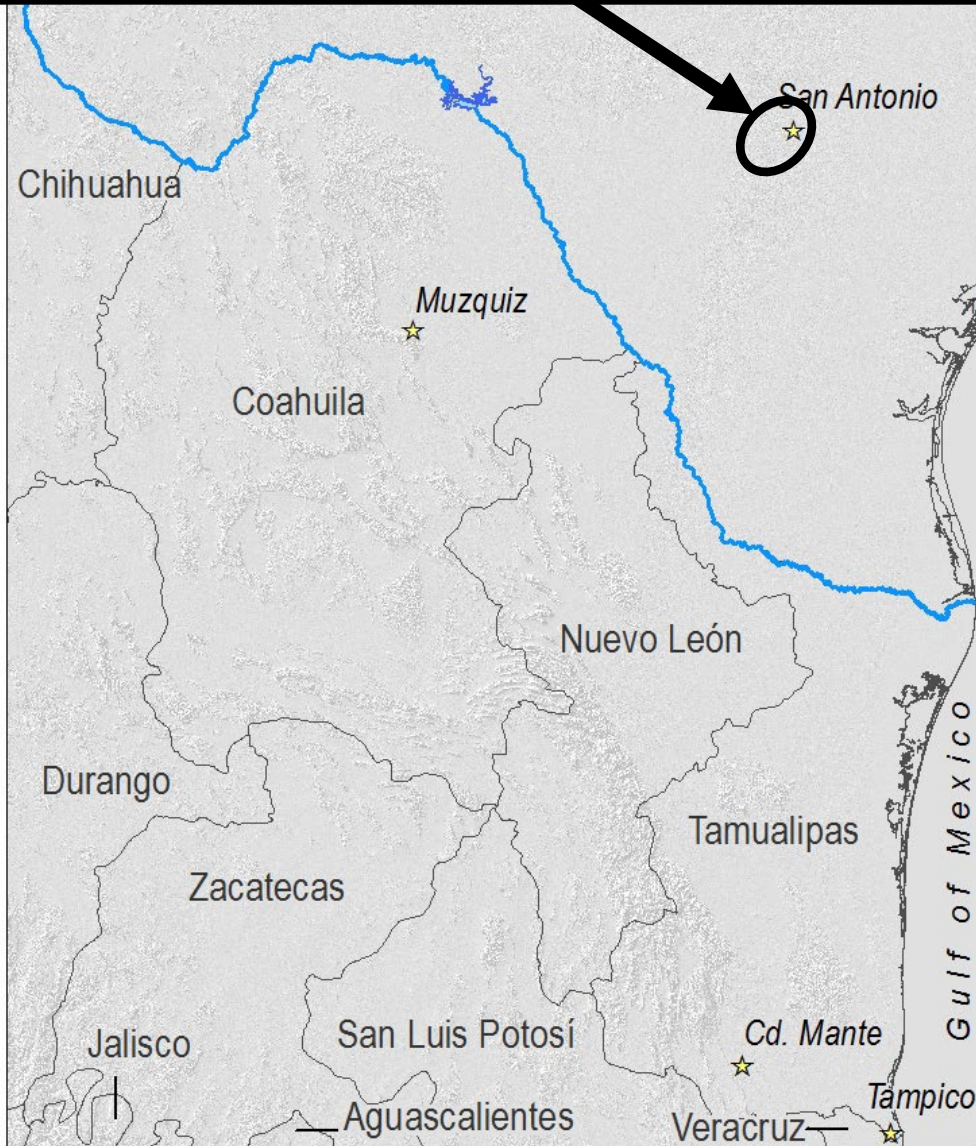 San Antonio
Chihuahua
Muzquiz
Coahuila
Nuevo León
Durango
Tamualipas
Zacatecas
Gulf of Mexico
San Luis Potosí
Cd. Mante
Jalisco
Tampico
Aguascalientes
Veracruz